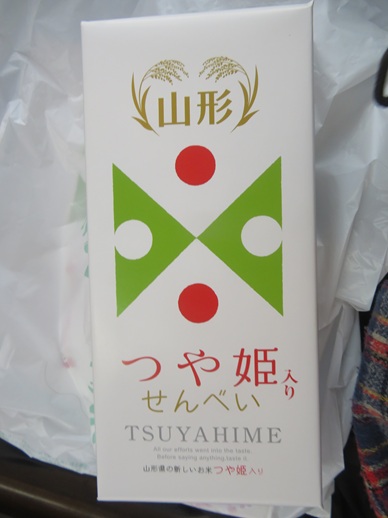 山形
つや姫入り
せんべい
TSUYAHIME
All our efforts went into the taste.
Before saying anything taste it.
山形県の新しいお米つや姫入り